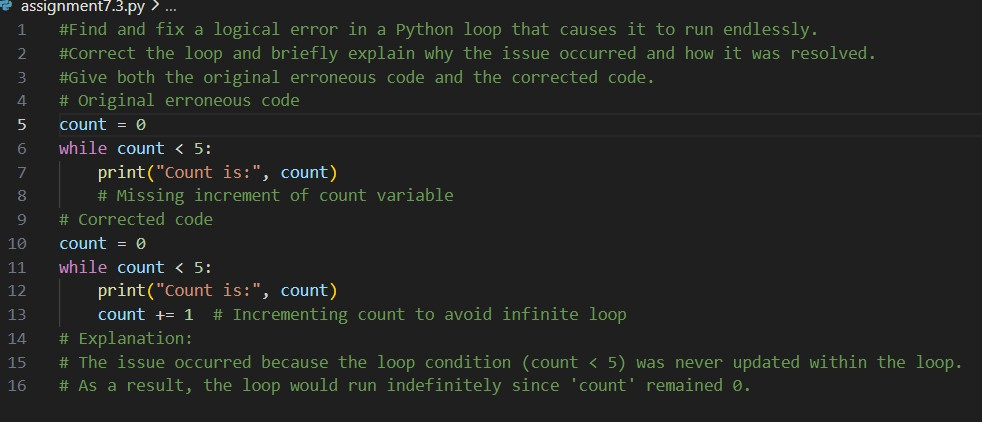 assignment7.3.py > ...
1 #Find and fix a logical error in a Python loop that causes it to run endlessly.
2 #Correct the loop and briefly explain why the issue occurred and how it was resolved.
3 #Give both the original erroneous code and the corrected code.
4 # Original erroneous code
5 count = 0
6 while count < 5:
7     print("Count is:", count)
8     # Missing increment of count variable
9 # Corrected code
10 count = 0
11 while count < 5:
12     print("Count is:", count)
13     count += 1  # Incrementing count to avoid infinite loop
14 # Explanation:
15 # The issue occurred because the loop condition (count < 5) was never updated within the loop.
16 # As a result, the loop would run indefinitely since 'count' remained 0.